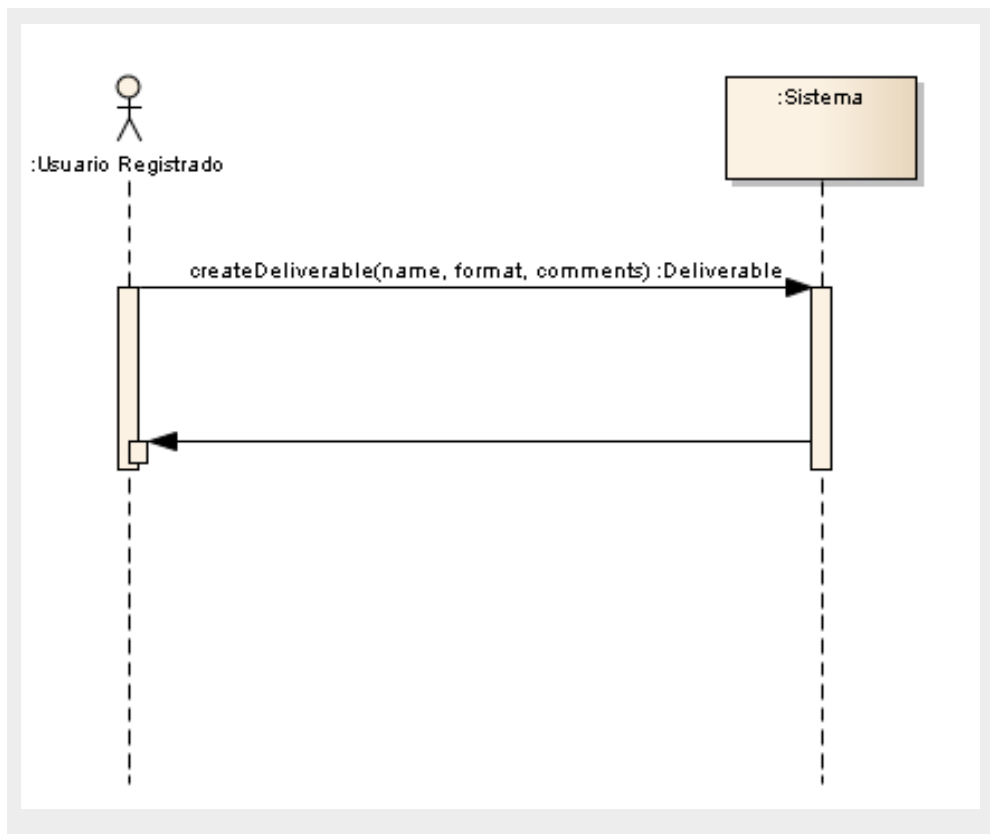 :Sistema
:Usuario Registrado
createDeliverable(name, format, comments) :Deliverable